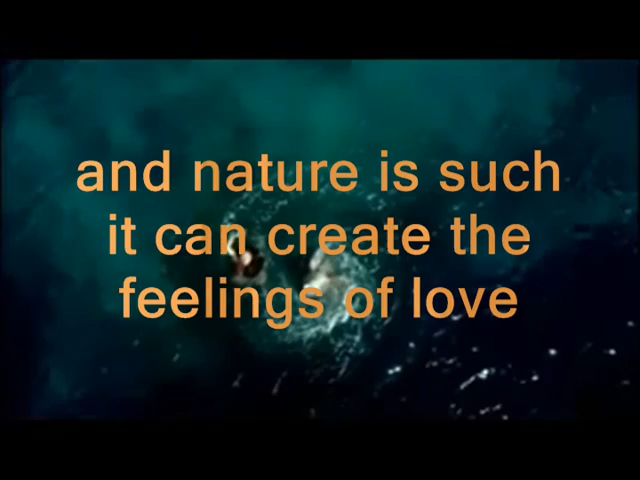 and nature is such
it can create the
feelings of love